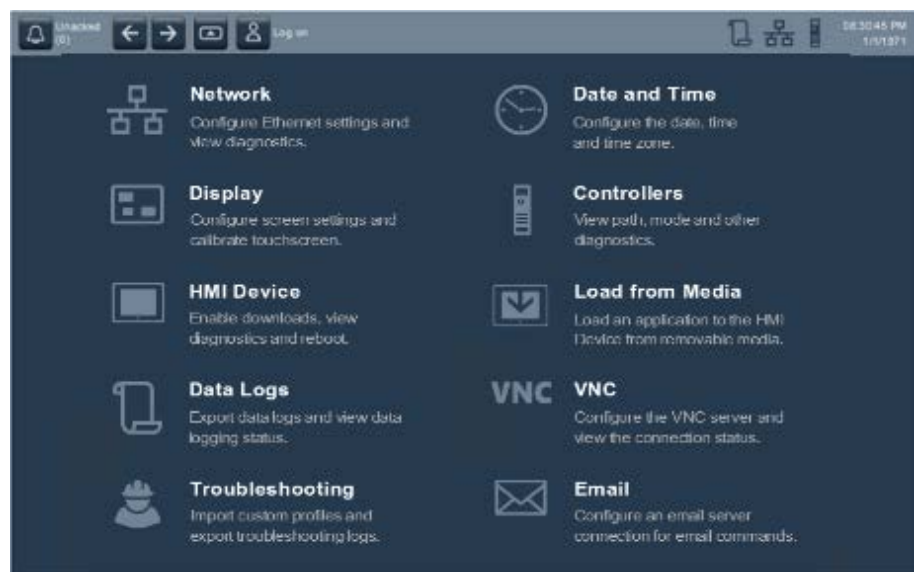 Unacked
(0)
Log on
08:30:45 PM
1/1/1971
Network
Configure Ethernet settings and
view diagnostics.
Date and Time
Configure the date, time
and time zone.
Display
Configure screen settings and
calibrate touchscreen.
Controllers
View path, mode and other
diagnostics.
HMI Device
Enable downloads, view
diagnostics and reboot.
Load from Media
Load an application to the HMI
Device from removable media.
Data Logs
Export data logs and view data
logging status.
VNC
VNC
Configure the VNC server and
view the connection status.
Troubleshooting
Import custom profiles and
export troubleshooting logs.
Email
Configure an email server
connection for email commands.